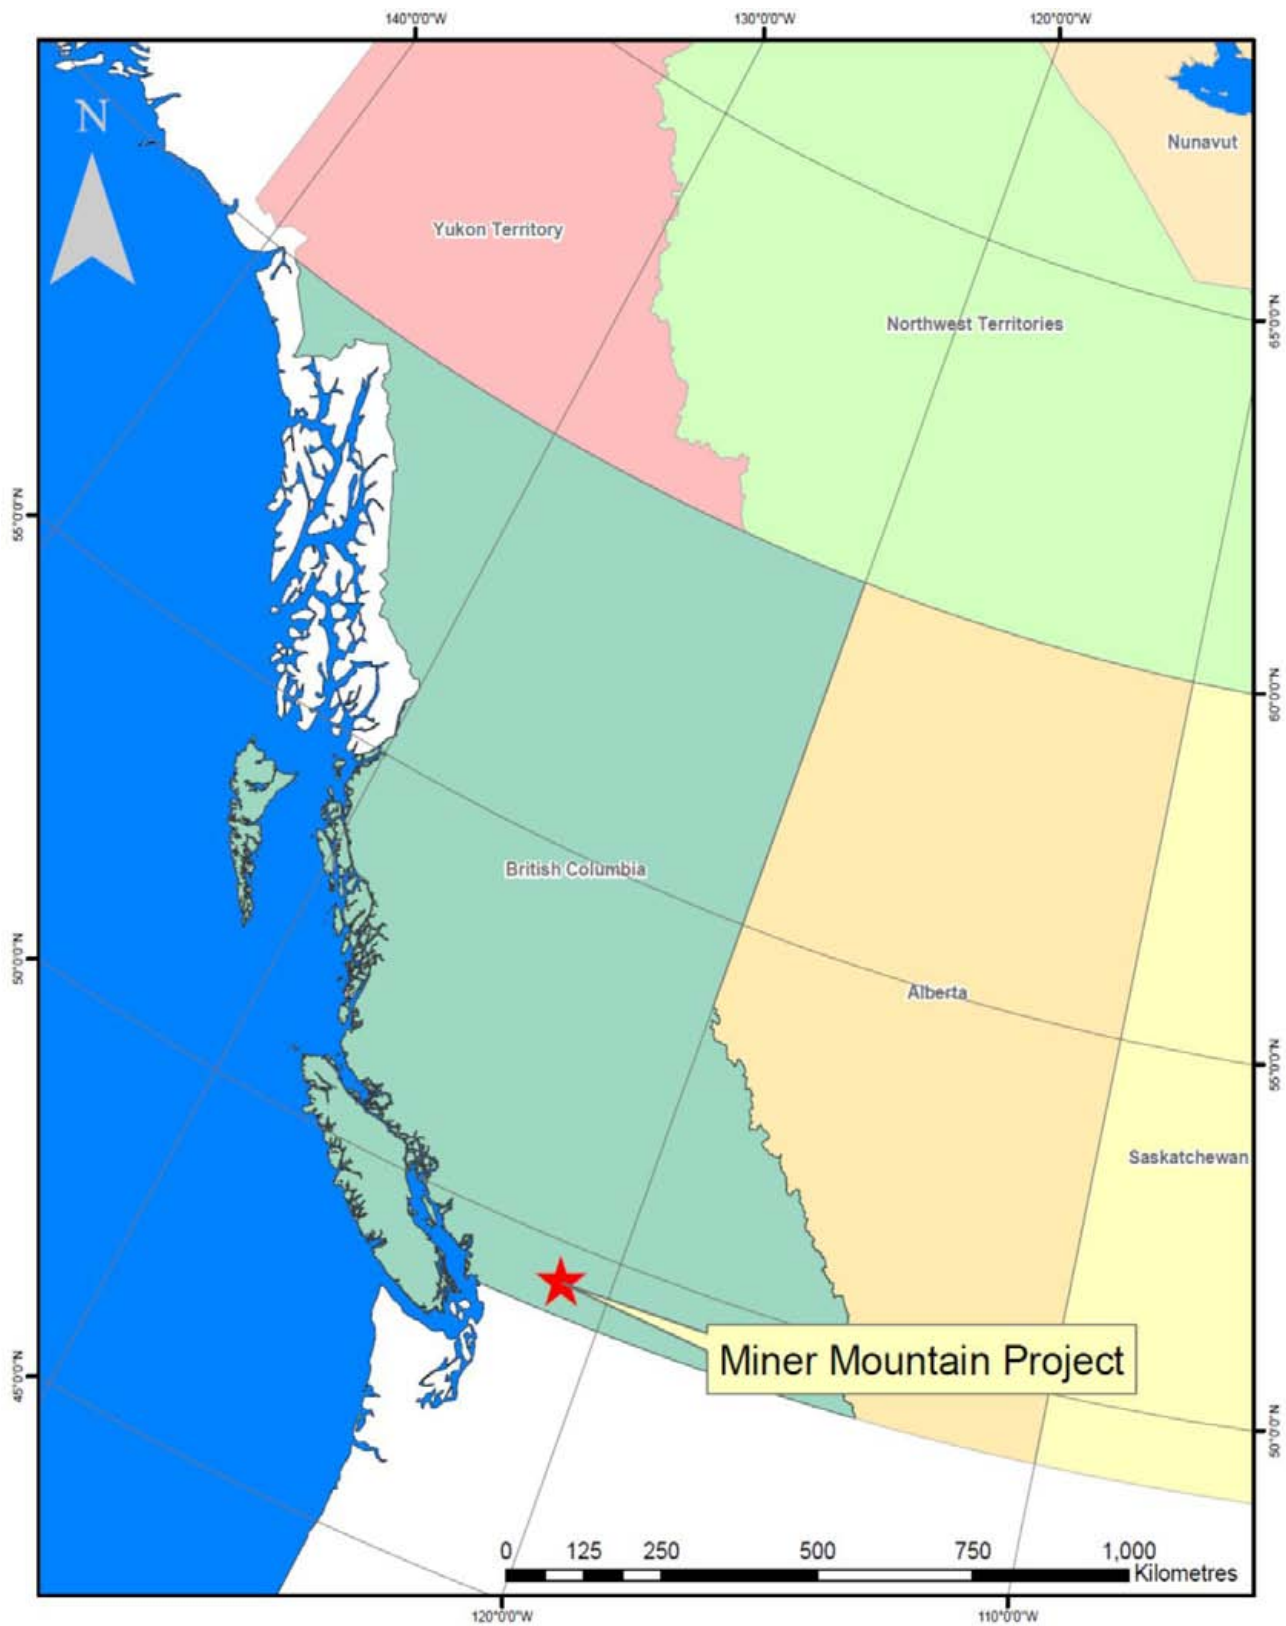 140°0'0"W 130°0'0"W 120°0'0"W
N
Nunavut
Yukon Territory
Northwest Territories
65°0'0"N
55°0'0"N
60°0'0"N
British Columbia
50°0'0"N
Alberta
55°0'0"N
Saskatchewan
Miner Mountain Project
45°0'0"N
50°0'0"N
0 125 250 500 750 1,000
Kilometres
120°0'0"W 110°0'0"W